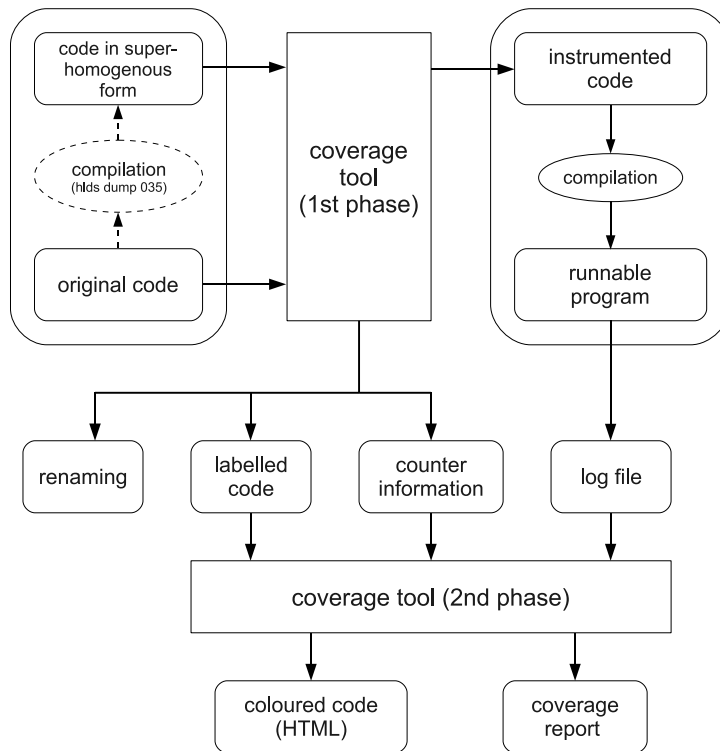 code in super-
homogenous
form
compilation
(hlds dump 035)
original code
coverage
tool
(1st phase)
instrumented
code
compilation
runnable
program
renaming
labelled
code
counter
information
log file
coverage tool (2nd phase)
coloured code
(HTML)
coverage
report